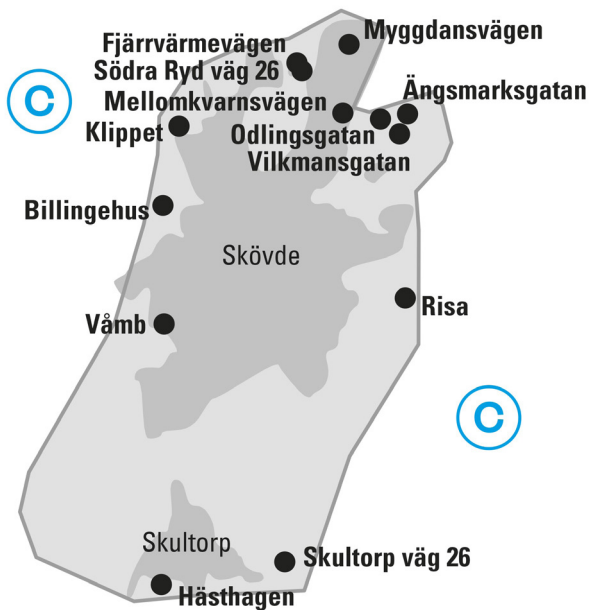 Myggdansvägen
Fjärrvärmevägen
Södra Ryd väg 26
Ängsmarksgatan
C
Mellomkvarnsvägen
Klippet
Odlingsgatan
Vilkmansgatan
Billingehus
Skövde
Risa
Våmb
C
Skultorp
Skultorp väg 26
Hästhagen